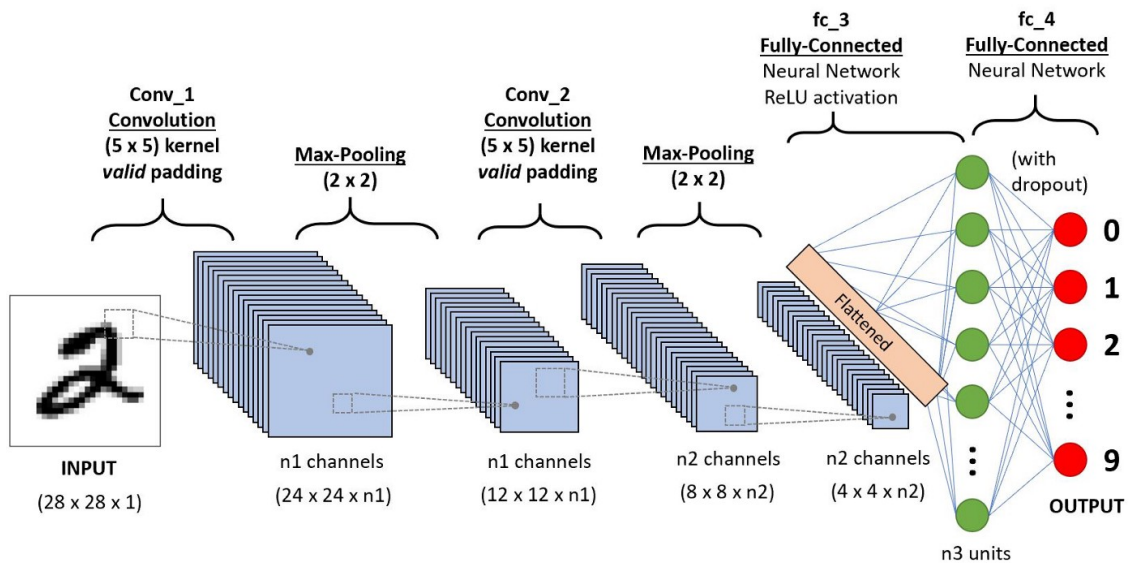 Conv_1
Convolution
(5 x 5) kernel
valid padding
Max-Pooling
(2 x 2)
Conv_2
Convolution
(5 x 5) kernel
valid padding
Max-Pooling
(2 x 2)
fc_3
Fully-Connected
Neural Network
ReLU activation
fc_4
Fully-Connected
Neural Network
(with
dropout)
Flattened
0
1
2
...
9
OUTPUT
2
INPUT
(28 x 28 x 1)
n1 channels
(24 x 24 x n1)
n1 channels
(12 x 12 x n1)
n2 channels
(8 x 8 x n2)
n2 channels
(4 x 4 x n2)
...
n3 units